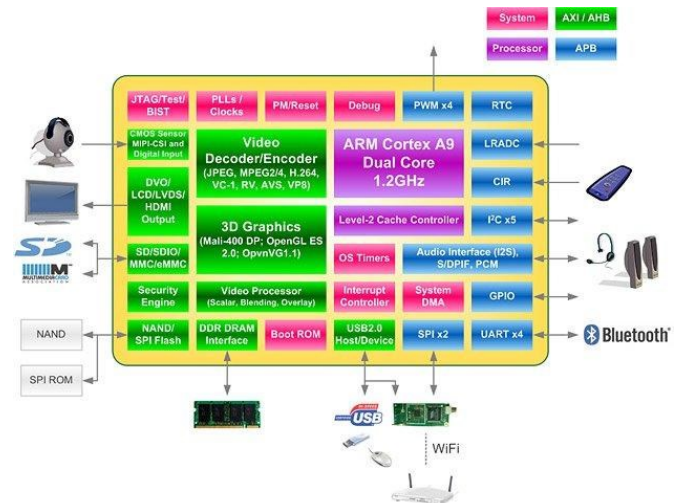 System
AXI / AHB
Processor
APB
JTAG/Test/
BIST
PLLs /
Clocks
PM/Reset
Debug
PWM x4
RTC
CMOS Sensor
MIPI-CSI and
Digital Input
Video
Decoder/Encoder
(JPEG, MPEG2/4, H.264,
VC-1, RV, AVS, VP8)
ARM Cortex A9
Dual Core
1.2GHz
LRADC
CIR
DVO/
LCD/LVDS/
HDMI
Output
3D Graphics
(Mali-400 DP; OpenGL ES
2.0; OpvnVG1.1)
Level-2 Cache Controller
I²C x5
SD/SDIO/
MMC/eMMC
OS Timers
Audio Interface (I2S),
S/DPIF, PCM
Security
Engine
Video Processor
(Scalar, Blending, Overlay)
Interrupt
Controller
System
DMA
GPIO
NAND/
SPI Flash
DDR DRAM
Interface
Boot ROM
USB2.0
Host/Device
SPI x2
UART x4
SD
MULTIMEDIACARD
ASSOCIATION
NAND
SPI ROM
Bluetooth
USB
WiFi